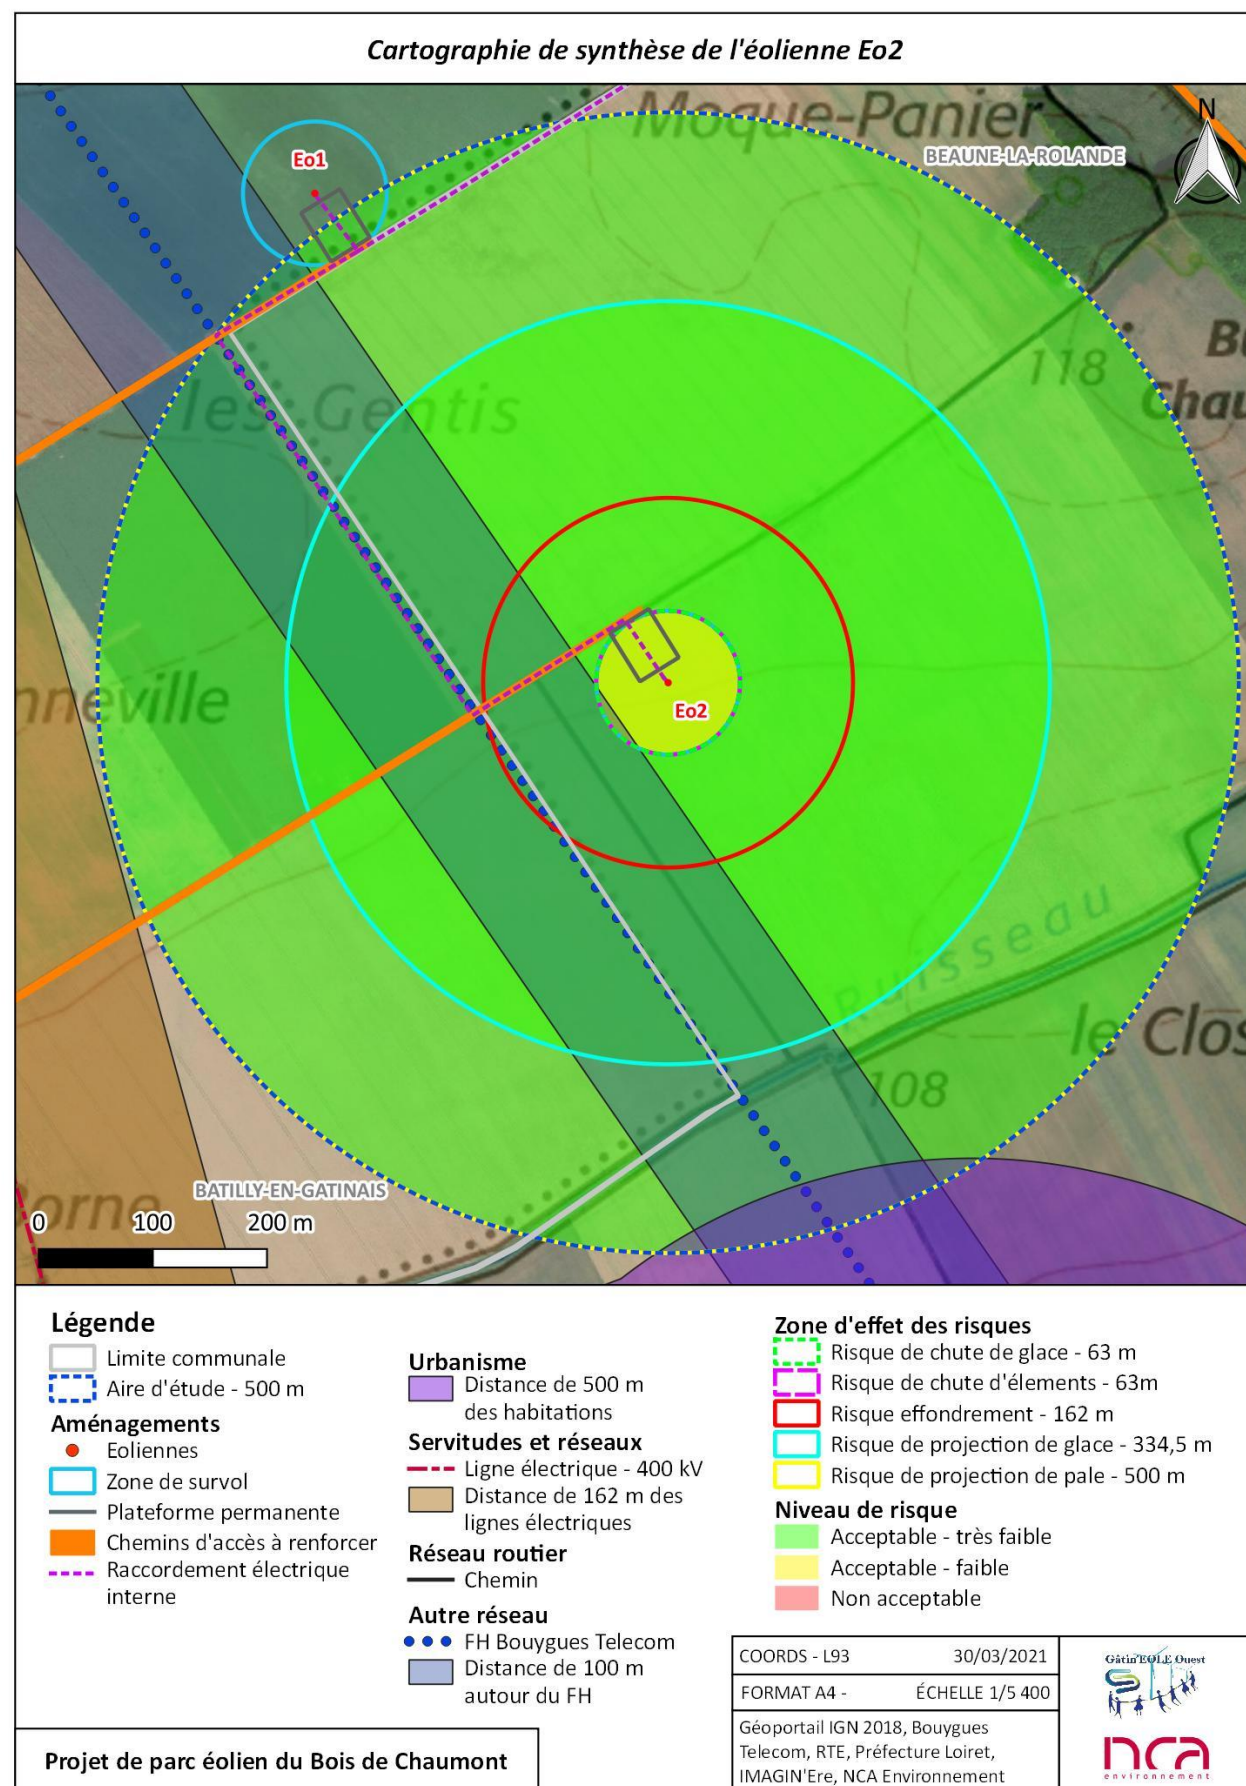 Cartographie de synthèse de l'éolienne Eo2
Moque-Panier
N
BEAUNE-LA-ROLANDE
Eo1
118
les Gentis
Chau
nneville
Eo2
Ruisseau
le Clos
108
BATILLY-EN-GATINAIS
orne
0 100 200 m
Légende
Limite communale
Aire d'étude - 500 m
Aménagements
Eoliennes
Zone de survol
Plateforme permanente
Chemins d'accès à renforcer
Raccordement électrique
interne
Urbanisme
Distance de 500 m
des habitations
Servitudes et réseaux
Ligne électrique - 400 kV
Distance de 162 m des
lignes électriques
Réseau routier
Chemin
Autre réseau
FH Bouygues Telecom
Distance de 100 m
autour du FH
Zone d'effet des risques
Risque de chute de glace - 63 m
Risque de chute d'élements - 63m
Risque effondrement - 162 m
Risque de projection de glace - 334,5 m
Risque de projection de pale - 500 m
Niveau de risque
Acceptable - très faible
Acceptable - faible
Non acceptable
COORDS - L93 30/03/2021
FORMAT A4 - ÉCHELLE 1/5 400
Géoportail IGN 2018, Bouygues
Telecom, RTE, Préfecture Loiret,
IMAGIN'Ere, NCA Environnement
Gâtin'EOLE Ouest
nca
environnement
Projet de parc éolien du Bois de Chaumont